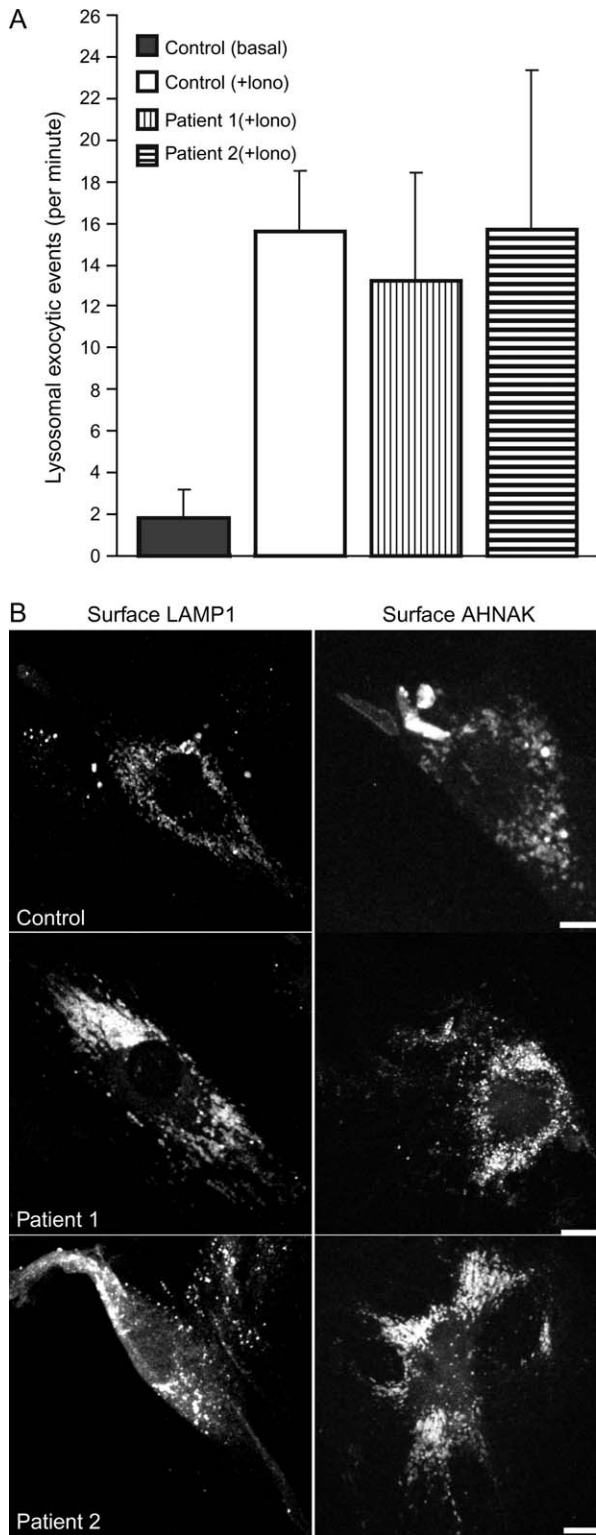 A
Lysosomal exocytic events (per minute)
26
24
22
20
18
16
14
12
10
8
6
4
2
0
Control (basal)
Control (+Iono)
Patient 1(+Iono)
Patient 2(+Iono)
B
Surface LAMP1
Surface AHNAK
Control
Patient 1
Patient 2